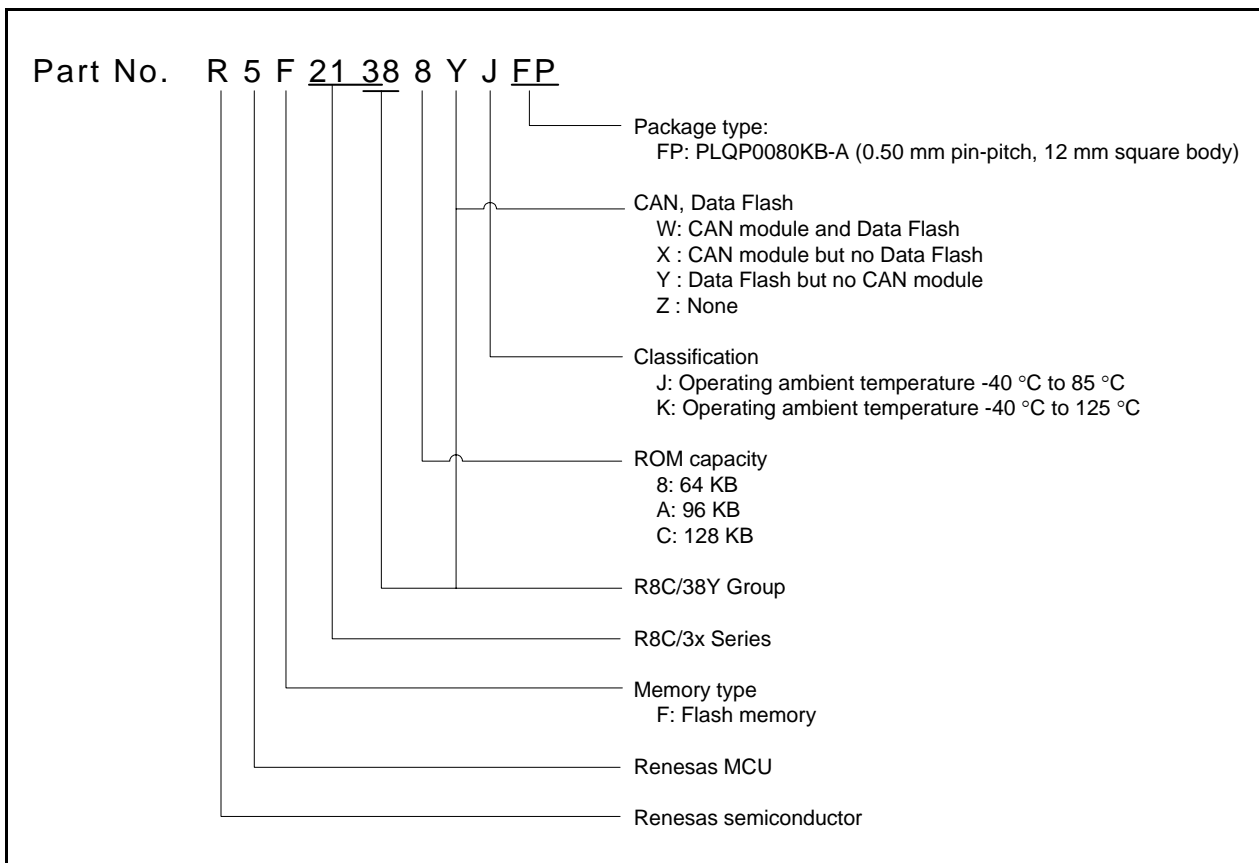 Part No. R 5 F 21 38 8 Y J FP
Package type:
FP: PLQP0080KB-A (0.50 mm pin-pitch, 12 mm square body)
CAN, Data Flash
W: CAN module and Data Flash
X : CAN module but no Data Flash
Y : Data Flash but no CAN module
Z : None
Classification
J: Operating ambient temperature -40 °C to 85 °C
K: Operating ambient temperature -40 °C to 125 °C
ROM capacity
8: 64 KB
A: 96 KB
C: 128 KB
R8C/38Y Group
R8C/3x Series
Memory type
F: Flash memory
Renesas MCU
Renesas semiconductor